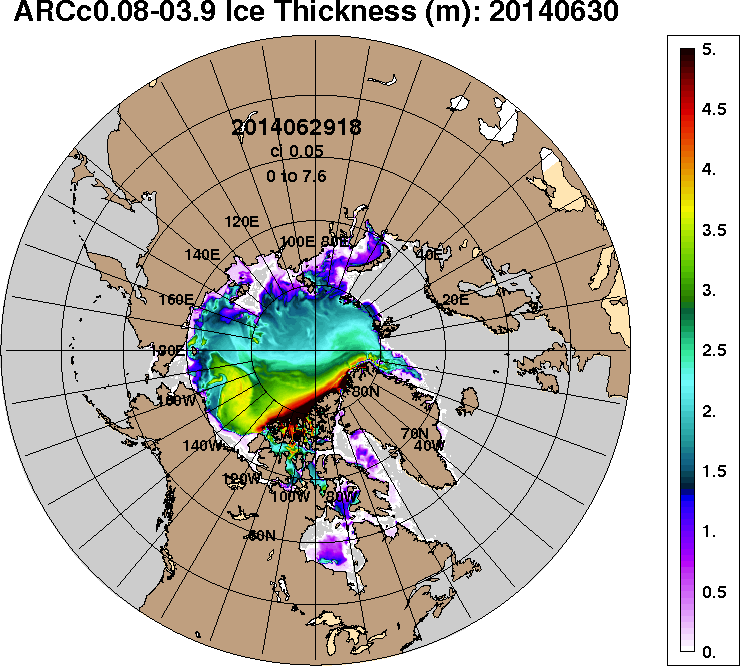 ARCc0.08-03.9 Ice Thickness (m): 20140630
2014062918
ci 0.05
0 to 7.6
120E
100E
80E
140E
40E
160E
20E
180E
160W
80N
140W
70N
40W
120W
100W
80W
60N
5.
4.5
4.
3.5
3.
2.5
2.
1.5
1.
0.5
0.